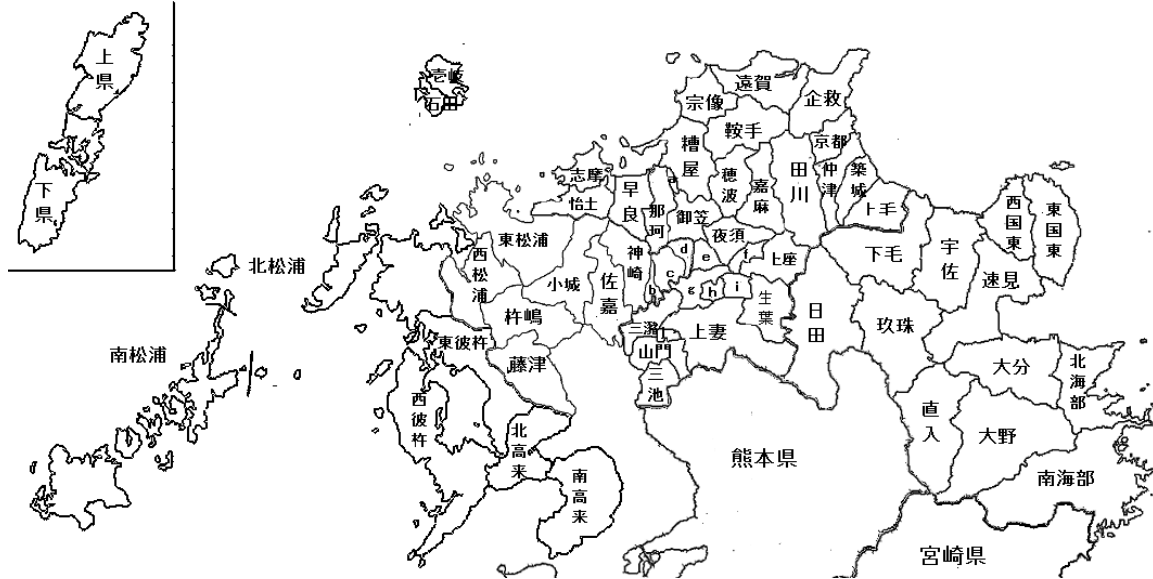 上県
下県
壱岐
石田
遠賀
企救
宗像
鞍手
京都
糟屋
穂波
嘉麻
田川
仲津
築城
上毛
志摩
怡土
早良
a
那珂
御笠
夜須
西国東
東国東
東松浦
西松浦
神崎
b
c
d
e
f
上座
下毛
宇佐
速見
北松浦
小城
佐嘉
g
h
i
生葉
日田
玖珠
杵嶋
三瀦
上妻
南松浦
東彼杵
藤津
山門
三池
大分
北海部
西彼杵
北高来
南高来
直入
大野
南海部
熊本県
宮崎県